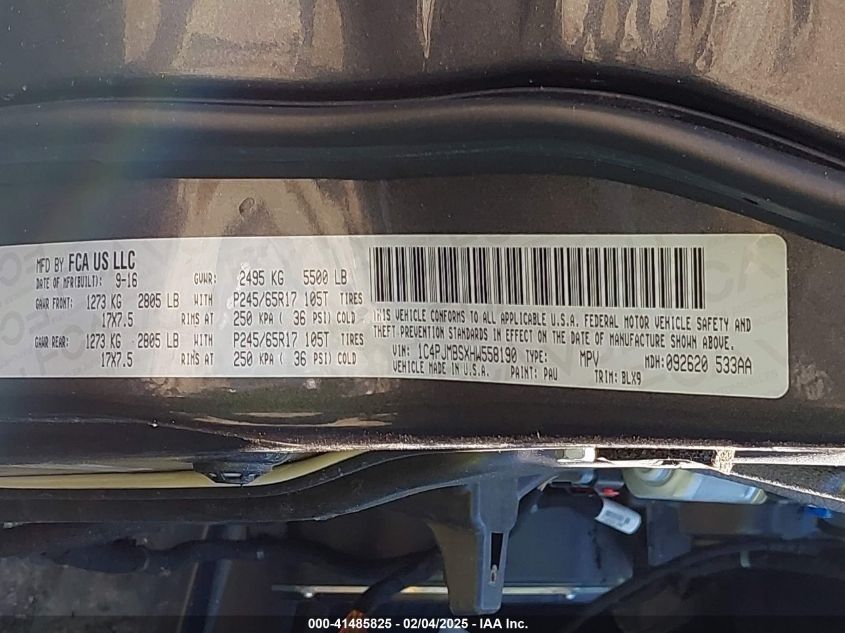 MFD BY FCA US LLC
DATE OF MFR(BUILT): 9-16 GVWR: 2495 KG 5500 LB
GAWR FRONT: 1273 KG 2805 LB WITH P245/65R17 105T TIRES
17X7.5 RIMS AT 250 KPA ( 36 PSI) COLD
GAWR REAR: 1273 KG 2805 LB WITH P245/65R17 105T TIRES
17X7.5 RIMS AT 250 KPA ( 36 PSI) COLD
THIS VEHICLE CONFORMS TO ALL APPLICABLE U.S.A. FEDERAL MOTOR VEHICLE SAFETY AND
THEFT PREVENTION STANDARDS IN EFFECT ON THE DATE OF MANUFACTURE SHOWN ABOVE.
VIN: 1C4PJMBSXHW558190 TYPE: MPV MDH: 092620 533AA
VEHICLE MADE IN U.S.A. PAINT: PAU TRIM: BLX9
000-41485825 - 02/04/2025 - IAA Inc.